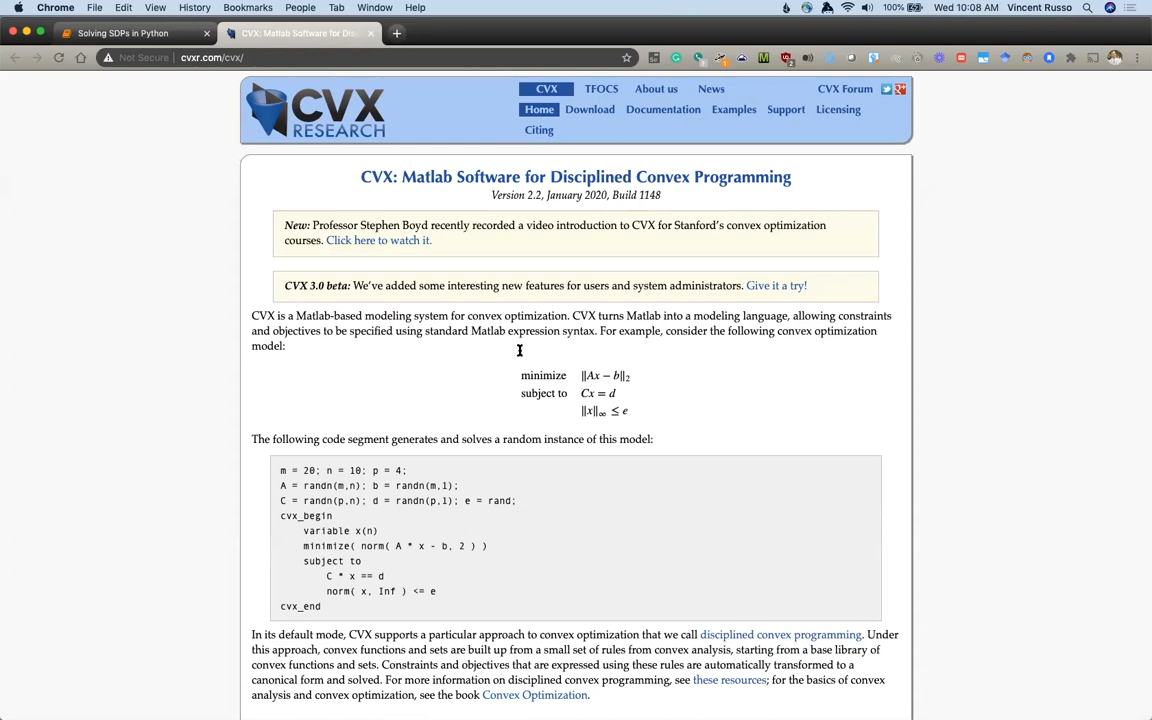 Chrome File Edit View History Bookmarks People Tab Window Help 100% Wed 10:08 AM Vincent Russo
Solving SDPs in Python
CVX: Matlab Software for Dis
Not Secure | cvxr.com/cvx/
CVX RESEARCH
CVX TFOCS About us News CVX Forum
Home Download Documentation Examples Support Licensing
Citing
CVX: Matlab Software for Disciplined Convex Programming
Version 2.2, January 2020, Build 1148
New: Professor Stephen Boyd recently recorded a video introduction to CVX for Stanford's convex optimization
courses. Click here to watch it.
CVX 3.0 beta: We've added some interesting new features for users and system administrators. Give it a try!
CVX is a Matlab-based modeling system for convex optimization. CVX turns Matlab into a modeling language, allowing constraints
and objectives to be specified using standard Matlab expression syntax. For example, consider the following convex optimization
model:
minimize ‖Ax − b‖₂
subject to Cx = d
‖x‖∞ ≤ e
The following code segment generates and solves a random instance of this model:
m = 20; n = 10; p = 4;
A = randn(m,n); b = randn(m,1);
C = randn(p,n); d = randn(p,1); e = rand;
cvx_begin
variable x(n)
minimize( norm( A * x - b, 2 ) )
subject to
C * x == d
norm( x, Inf ) <= e
cvx_end
In its default mode, CVX supports a particular approach to convex optimization that we call disciplined convex programming. Under
this approach, convex functions and sets are built up from a small set of rules from convex analysis, starting from a base library of
convex functions and sets. Constraints and objectives that are expressed using these rules are automatically transformed to a
canonical form and solved. For more information on disciplined convex programming, see these resources; for the basics of convex
analysis and convex optimization, see the book Convex Optimization.